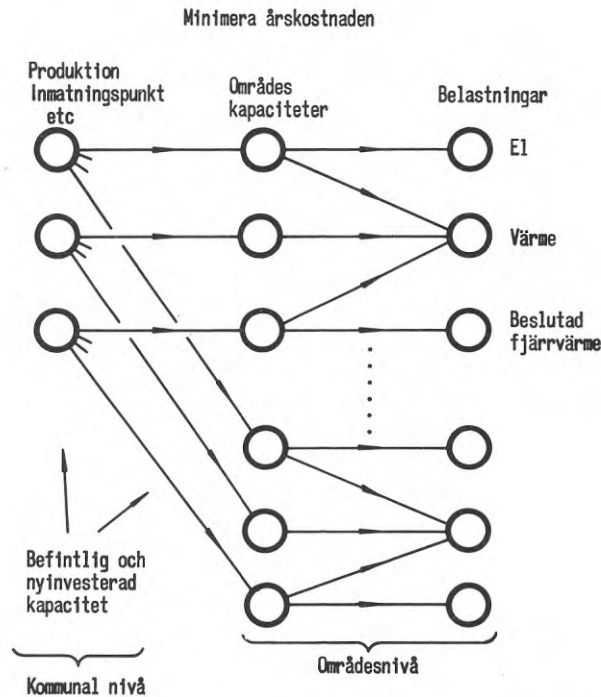 Minimera årskostnaden
Produktion
Inmatningspunkt
etc
Områdes
kapaciteter
Belastningar
El
Värme
Beslutad
fjärrvärme
Befintlig och
nyinvesterad
kapacitet
Kommunal nivå
Områdesnivå